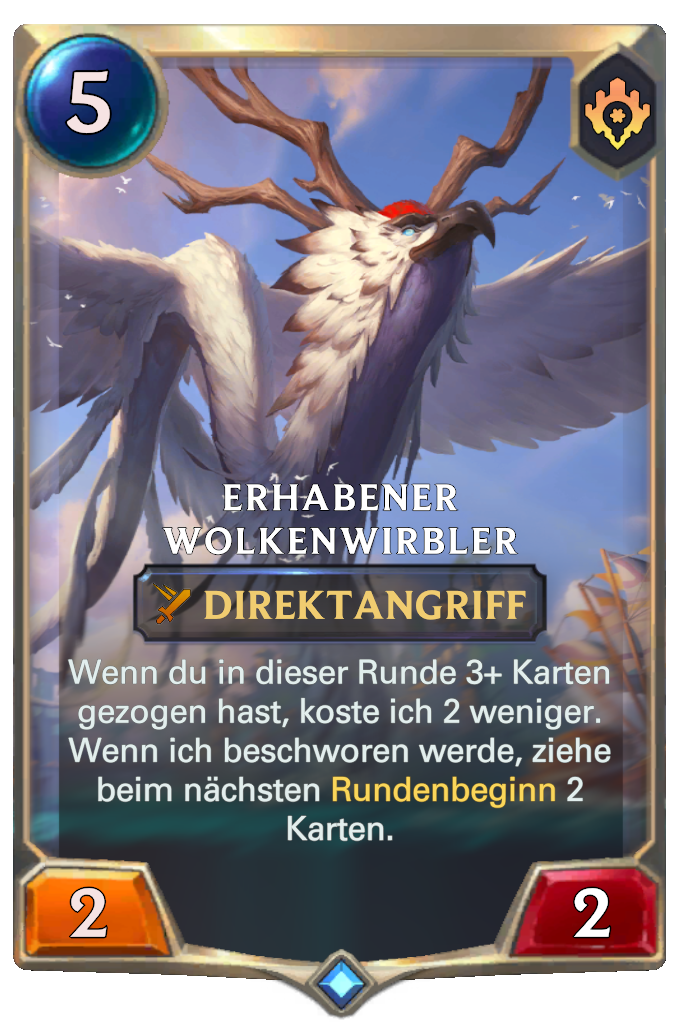 5
ERHABENER
WOLKENWIRBLER
DIREKTANGRIFF
Wenn du in dieser Runde 3+ Karten
gezogen hast, koste ich 2 weniger.
Wenn ich beschworen werde, ziehe
beim nächsten Rundenbeginn 2
Karten.
2
2